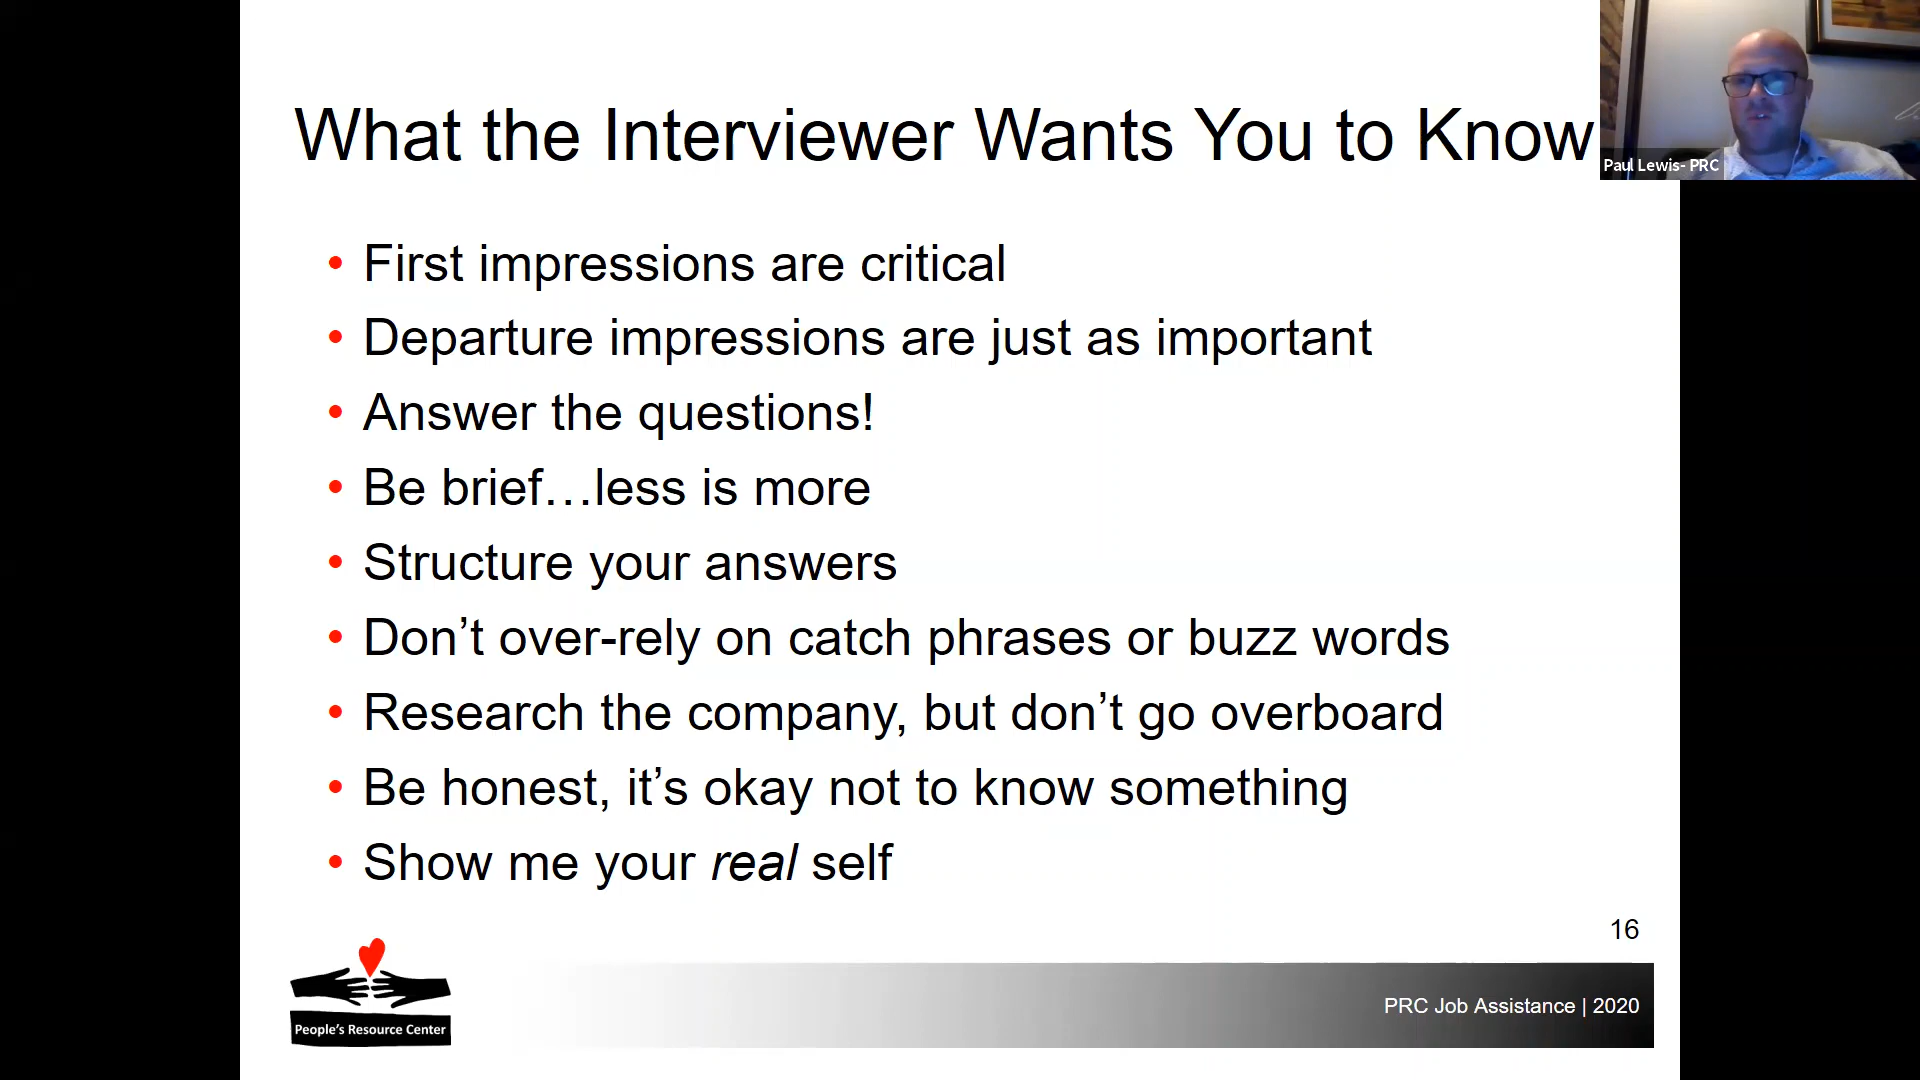 What the Interviewer Wants You to Know
Paul Lewis- PRC
• First impressions are critical
• Departure impressions are just as important
• Answer the questions!
• Be brief…less is more
• Structure your answers
• Don’t over-rely on catch phrases or buzz words
• Research the company, but don’t go overboard
• Be honest, it’s okay not to know something
• Show me your real self
16
People’s Resource Center
PRC Job Assistance | 2020